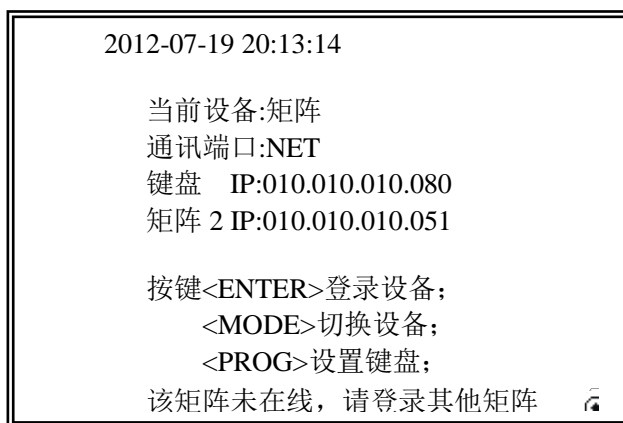 2012-07-19 20:13:14
当前设备:矩阵
通讯端口:NET
键盘 IP:010.010.010.080
矩阵 2 IP:010.010.010.051
按键<ENTER>登录设备；
<MODE>切换设备；
<PROG>设置键盘；
该矩阵未在线，请登录其他矩阵